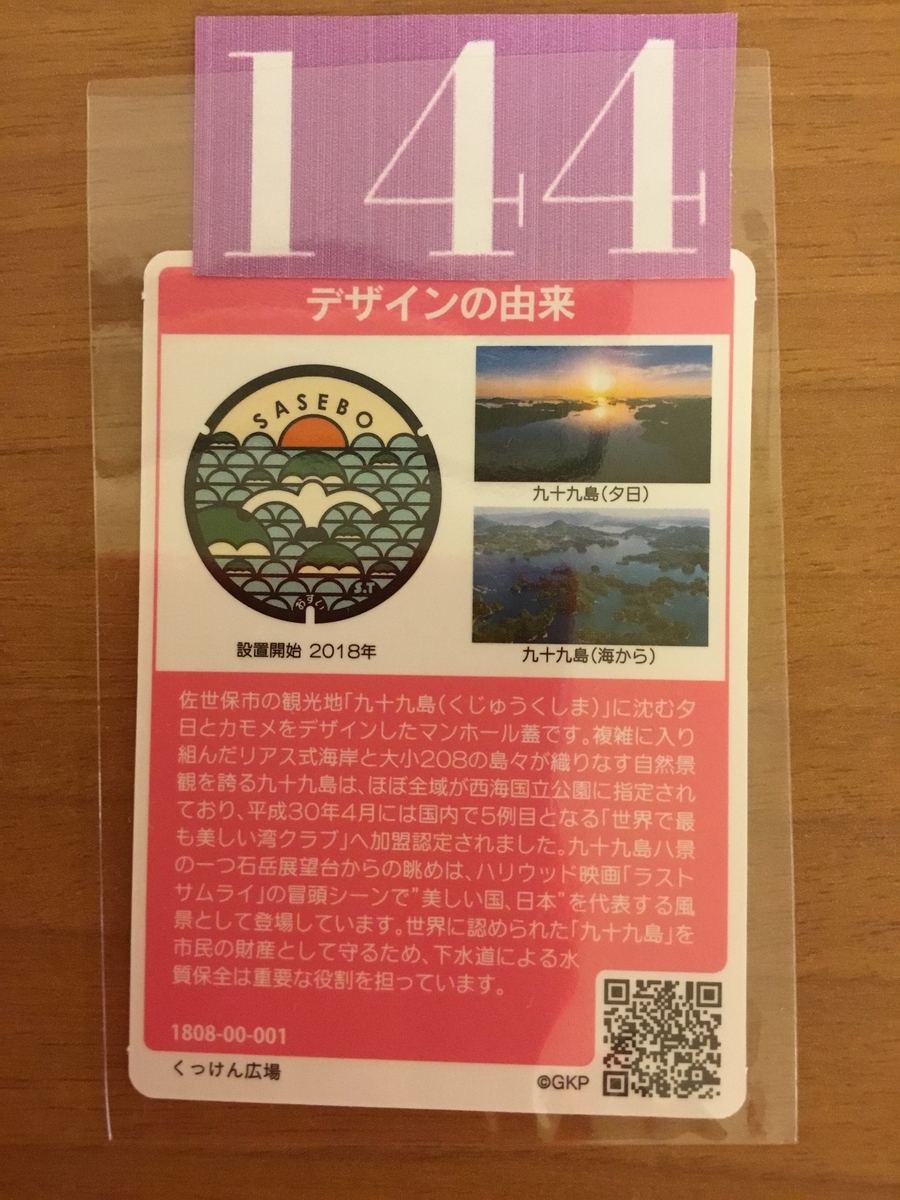 144
デザインの由来
SASEBO
おすい
設置開始 2018年
九十九島(夕日)
九十九島(海から)
佐世保市の観光地「九十九島(くじゅうくしま)」に沈む夕
日とカモメをデザインしたマンホール蓋です。複雑に入り
組んだリアス式海岸と大小208の島々が織りなす自然景
観を誇る九十九島は、ほぼ全域が西海国立公園に指定され
ており、平成30年4月には国内で5例目となる「世界で最
も美しい湾クラブ」へ加盟認定されました。九十九島八景
の一つ石岳展望台からの眺めは、ハリウッド映画「ラスト
サムライ」の冒頭シーンで"美しい国、日本"を代表する風
景として登場しています。世界に認められた「九十九島」を
市民の財産として守るため、下水道による水
質保全は重要な役割を担っています。
1808-00-001
くっけん広場
©GKP